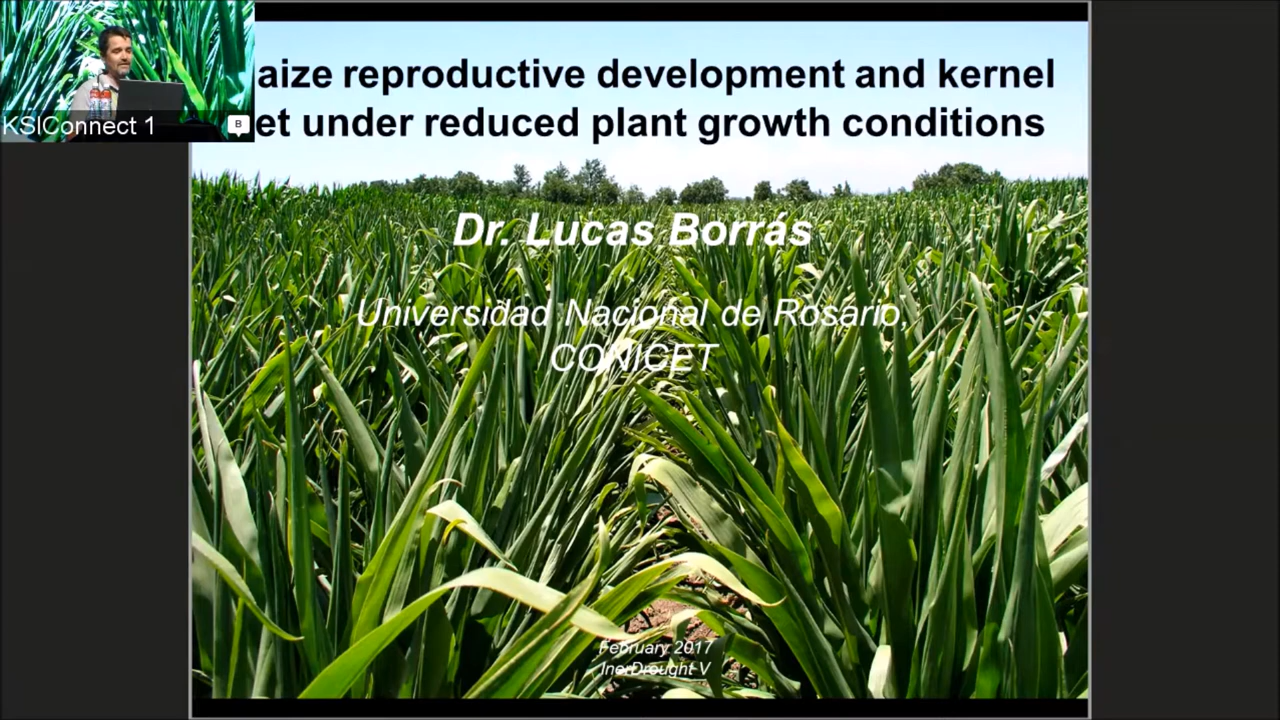 aize reproductive development and kernel
et under reduced plant growth conditions
KSIConnect 1
B
Dr. Lucas Borrás
Universidad Nacional de Rosario,
CONICET
February 2017
InerDrought V